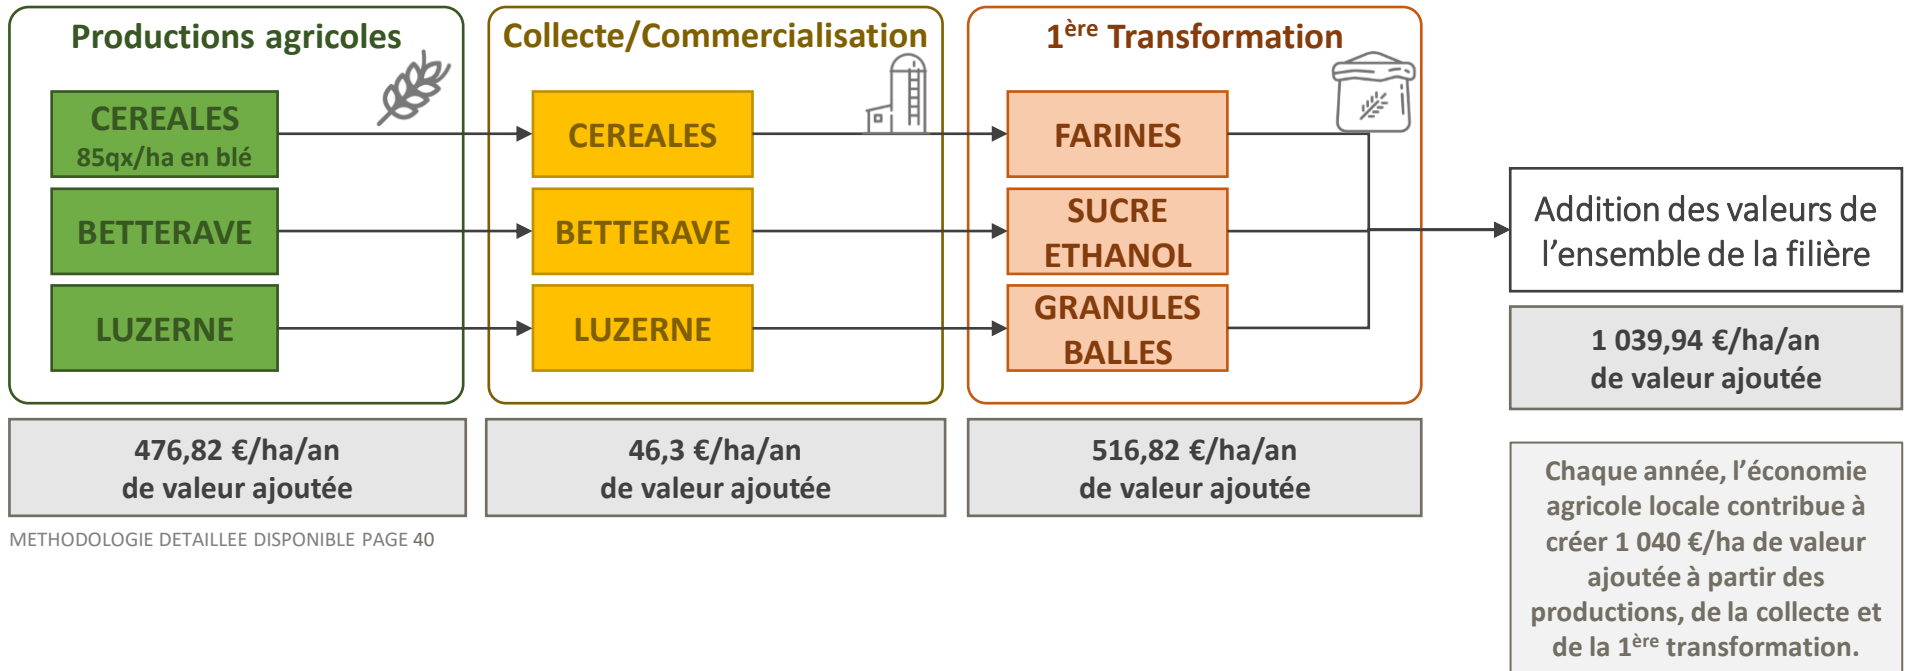 Productions agricoles
CEREALES
85qx/ha en blé
BETTERAVE
LUZERNE
476,82 €/ha/an
de valeur ajoutée
METHODOLOGIE DETAILLEE DISPONIBLE PAGE 40
Collecte/Commercialisation
CEREALES
BETTERAVE
LUZERNE
46,3 €/ha/an
de valeur ajoutée
1ère Transformation
FARINES
SUCRE
ETHANOL
GRANULES
BALLES
516,82 €/ha/an
de valeur ajoutée
Addition des valeurs de
l’ensemble de la filière
1 039,94 €/ha/an
de valeur ajoutée
Chaque année, l’économie
agricole locale contribue à
créer 1 040 €/ha de valeur
ajoutée à partir des
productions, de la collecte et
de la 1ère transformation.